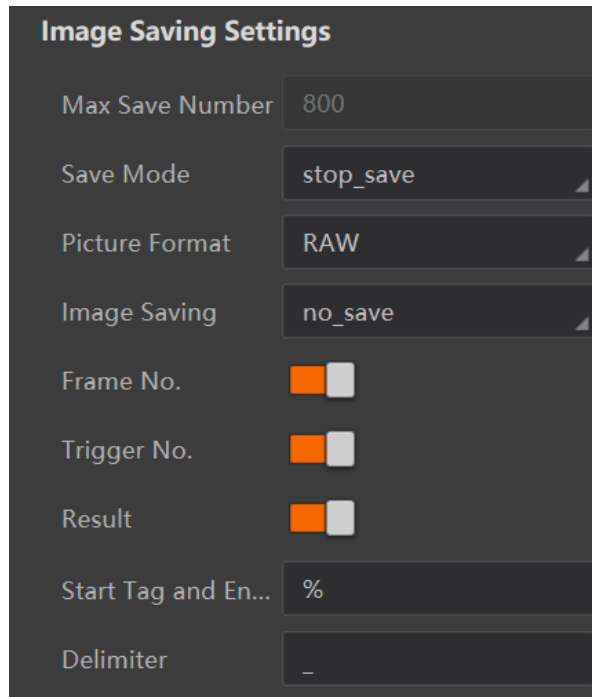 Image Saving Settings
Max Save Number 800
Save Mode stop_save
Picture Format RAW
Image Saving no_save
Frame No.
Trigger No.
Result
Start Tag and En... %
Delimiter _